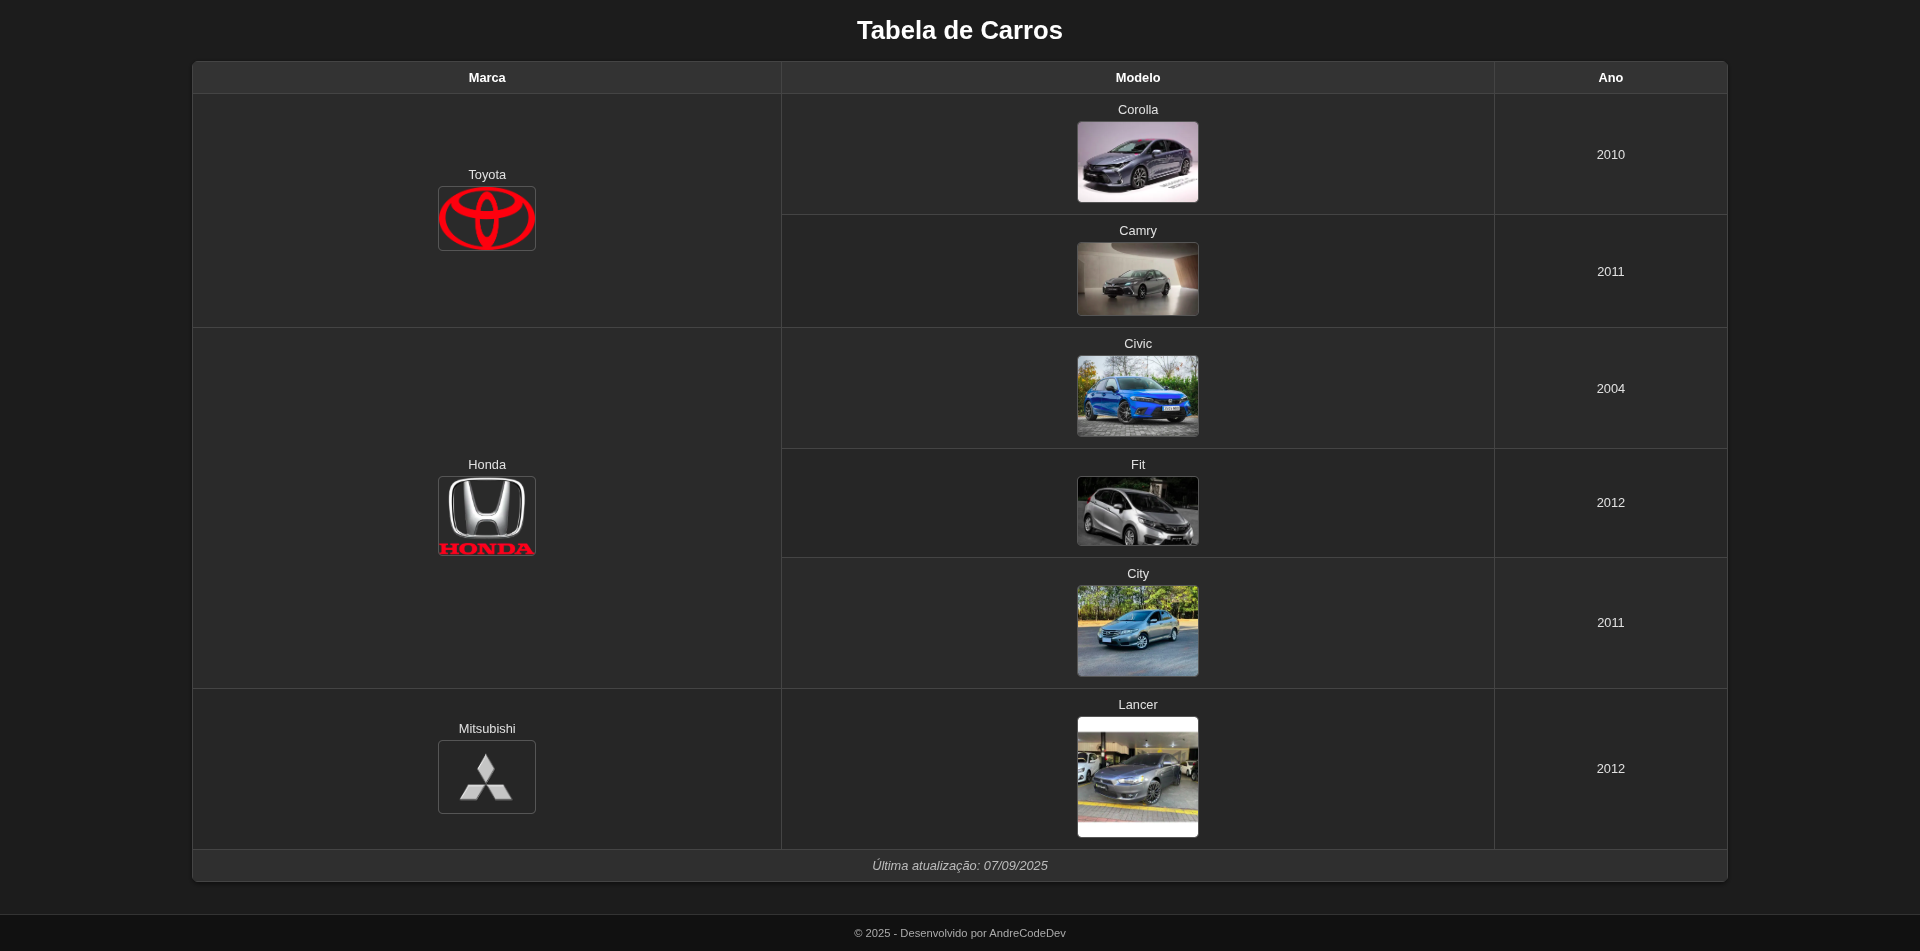 Tabela de Carros
Marca Modelo Ano
Toyota
Corolla
2010
Camry
2011
Honda
HONDA
Civic
2004
Fit
2012
City
2011
Mitsubishi
Lancer
2012
Última atualização: 07/09/2025
© 2025 - Desenvolvido por AndreCodeDev